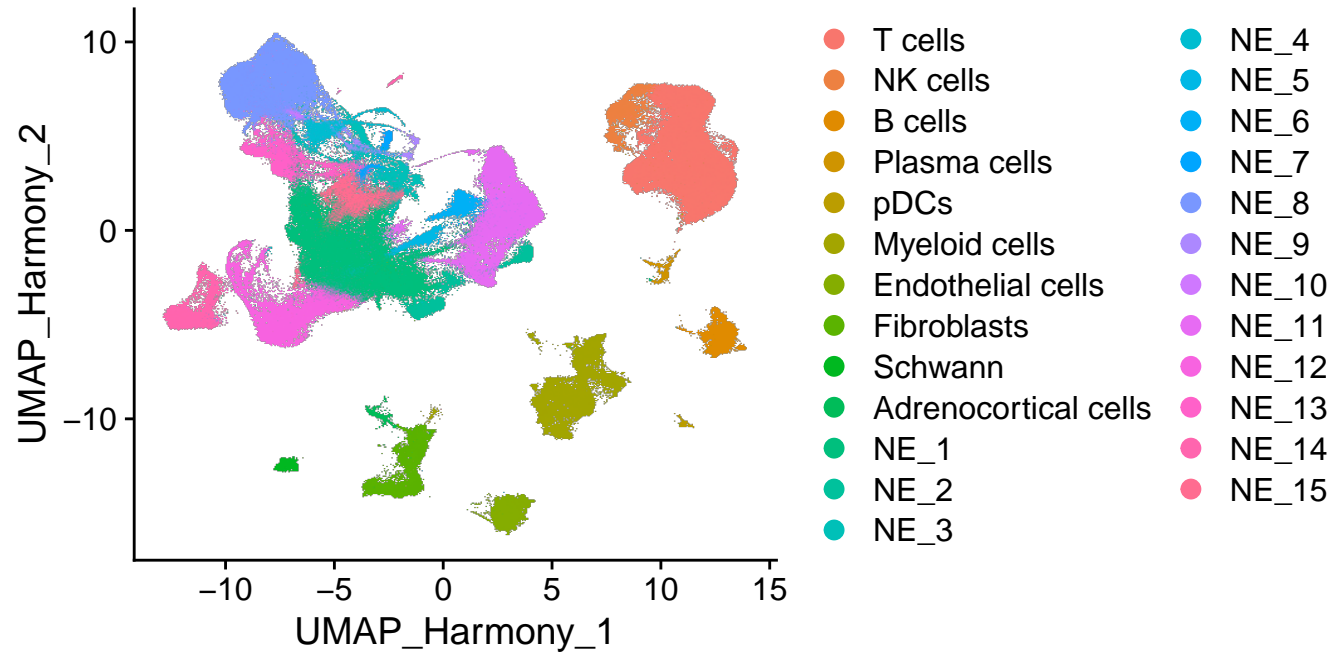 10
0
−10
−10
−5
0
5
10
15
UMAP_Harmony_1
UMAP_Harmony_2
T cells
NK cells
B cells
Plasma cells
pDCs
Myeloid cells
Endothelial cells
Fibroblasts
Schwann
Adrenocortical cells
NE_1
NE_2
NE_3
NE_4
NE_5
NE_6
NE_7
NE_8
NE_9
NE_10
NE_11
NE_12
NE_13
NE_14
NE_15